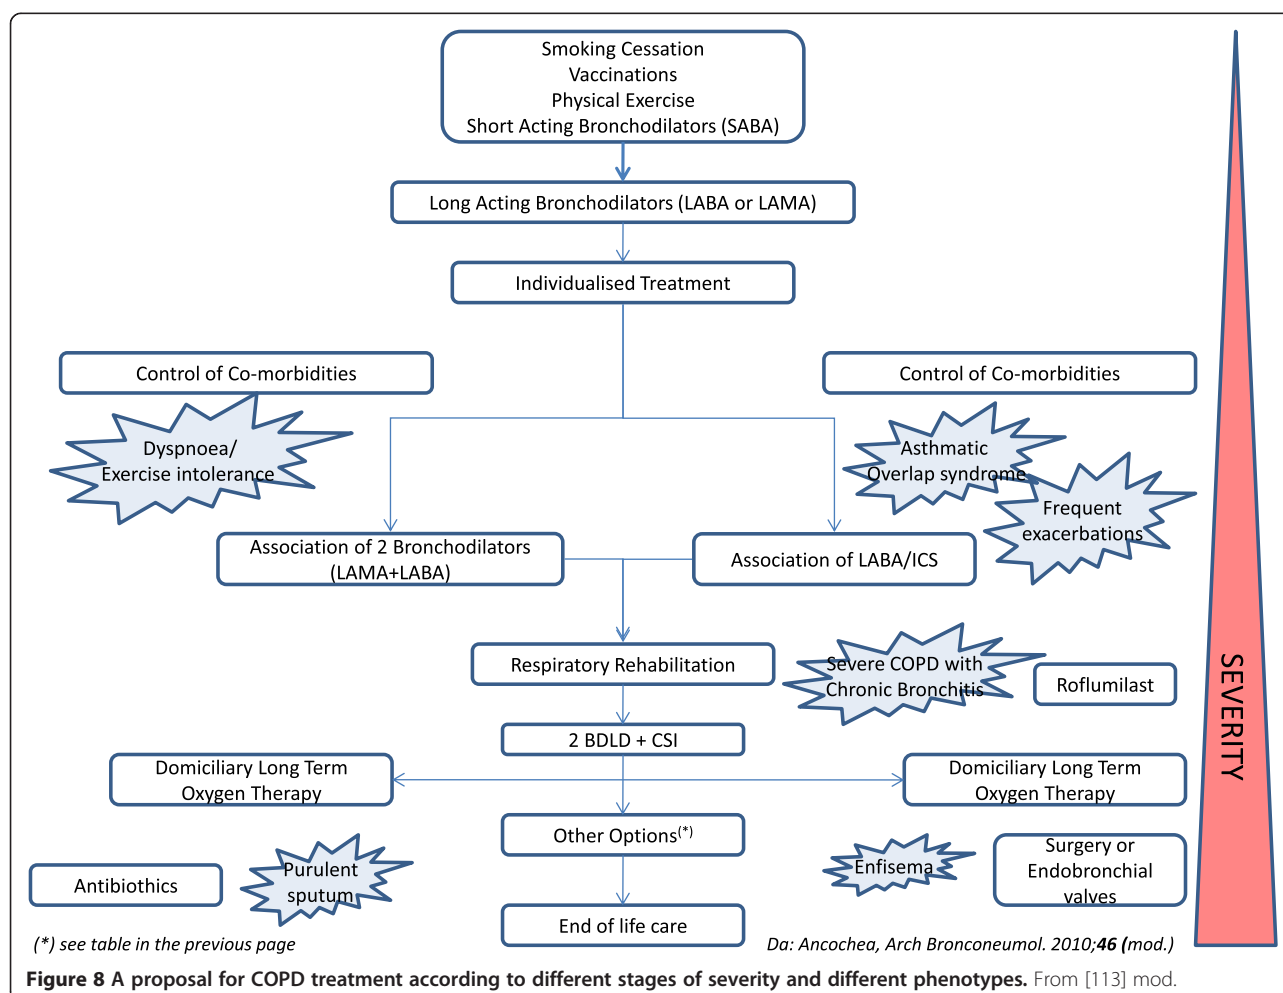 Smoking Cessation
Vaccinations
Physical Exercise
Short Acting Bronchodilators (SABA)
Long Acting Bronchodilators (LABA or LAMA)
Individualised Treatment
Control of Co-morbidities
Control of Co-morbidities
Dyspnoea/
Exercise intolerance
Asthmatic
Overlap syndrome
Frequent
exacerbations
Association of 2 Bronchodilators
(LAMA+LABA)
Association of LABA/ICS
Respiratory Rehabilitation
Severe COPD with
Chronic Bronchitis
Roflumilast
2 BDLD + CSI
Domiciliary Long Term
Oxygen Therapy
Domiciliary Long Term
Oxygen Therapy
Other Options(*)
Antibiothics
Purulent
sputum
Enfisema
Surgery or
Endobronchial
valves
End of life care
SEVERITY
(*) see table in the previous page
Da: Ancochea, Arch Bronconeumol. 2010;46 (mod.)
Figure 8 A proposal for COPD treatment according to different stages of severity and different phenotypes. From [113] mod.